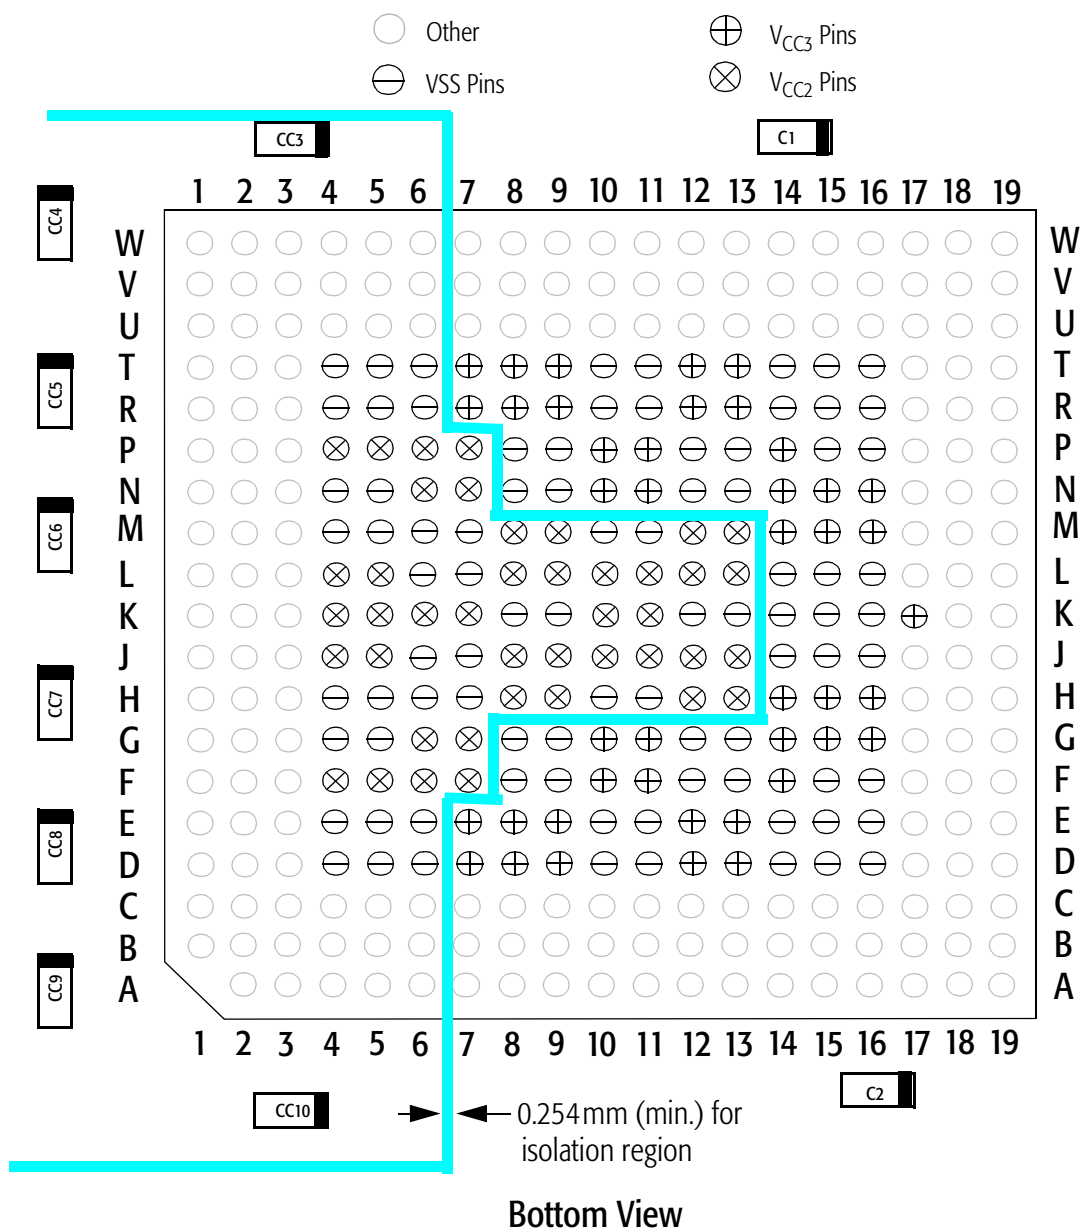 Other
V_CC3 Pins
VSS Pins
V_CC2 Pins
CC3
C1
1 2 3 4 5 6 7 8 9 10 11 12 13 14 15 16 17 18 19
CC4
W W
V V
U U
T T
CC5
R R
P P
N N
CC6
M M
L L
K K
J J
CC7
H H
G G
F F
CC8
E E
D D
C C
B B
CC9
A A
1 2 3 4 5 6 7 8 9 10 11 12 13 14 15 16 17 18 19
C2
CC10
0.254mm (min.) for
isolation region
Bottom View